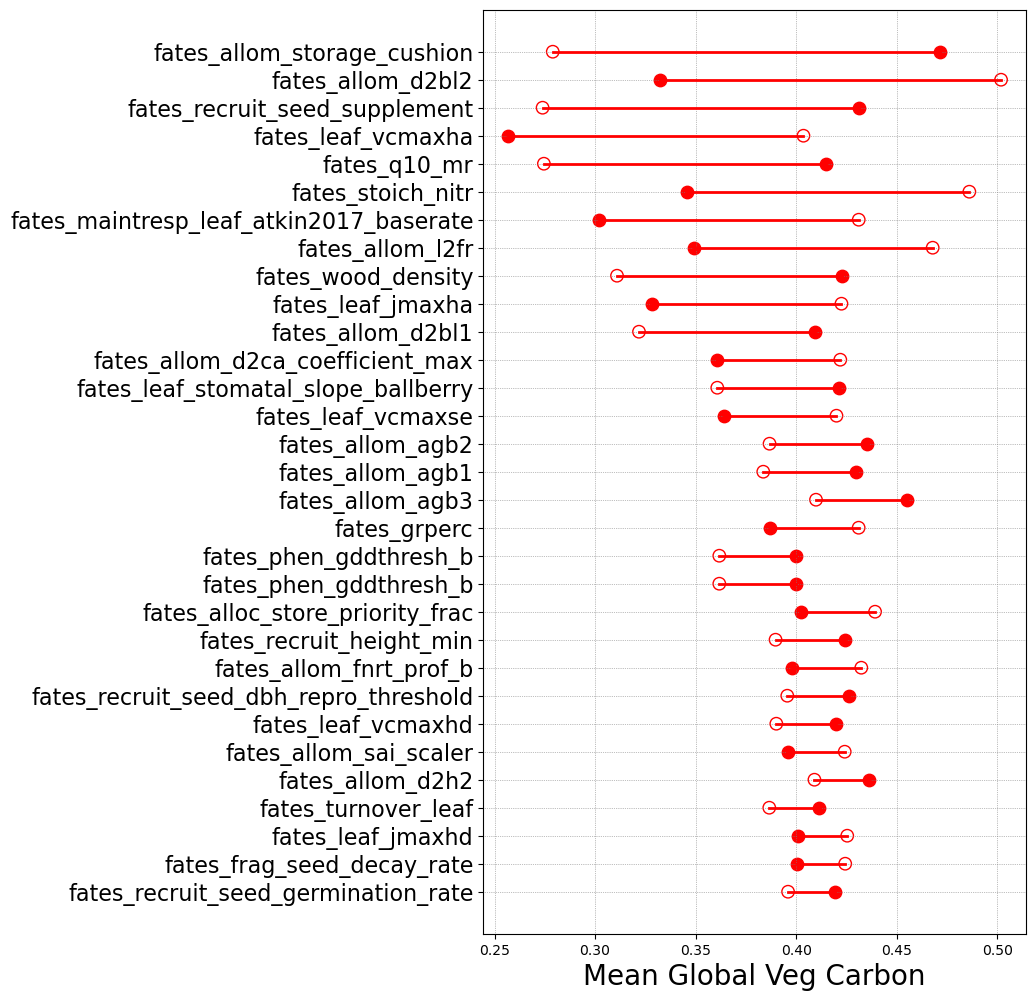 fates_allom_storage_cushion
fates_allom_d2bl2
fates_recruit_seed_supplement
fates_leaf_vcmaxha
fates_q10_mr
fates_stoich_nitr
fates_maintresp_leaf_atkin2017_baserate
fates_allom_l2fr
fates_wood_density
fates_leaf_jmaxha
fates_allom_d2bl1
fates_allom_d2ca_coefficient_max
fates_leaf_stomatal_slope_ballberry
fates_leaf_vcmaxse
fates_allom_agb2
fates_allom_agb1
fates_allom_agb3
fates_grperc
fates_phen_gddthresh_b
fates_phen_gddthresh_b
fates_alloc_store_priority_frac
fates_recruit_height_min
fates_allom_fnrt_prof_b
fates_recruit_seed_dbh_repro_threshold
fates_leaf_vcmaxhd
fates_allom_sai_scaler
fates_allom_d2h2
fates_turnover_leaf
fates_leaf_jmaxhd
fates_frag_seed_decay_rate
fates_recruit_seed_germination_rate
0.25 0.30 0.35 0.40 0.45 0.50
Mean Global Veg Carbon